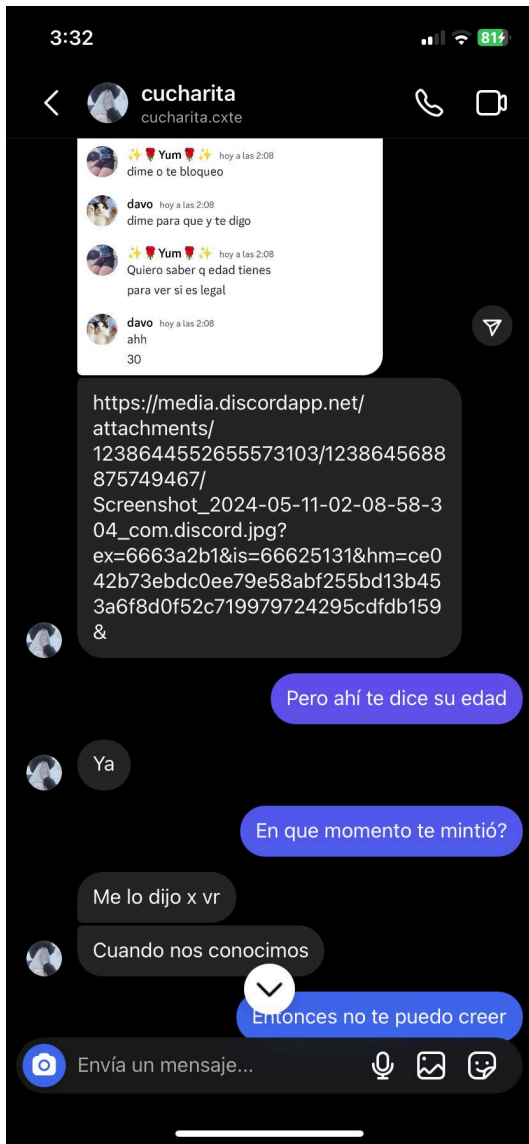 3:32
81
cucharita
cucharita.cxte
✨🌹Yum🌹✨ hoy a las 2:08
dime o te bloqueo
davo hoy a las 2:08
dime para que y te digo
✨🌹Yum🌹✨ hoy a las 2:08
Quiero saber q edad tienes
para ver si es legal
davo hoy a las 2:08
ahh
30
https://media.discordapp.net/
attachments/
1238644552655573103/1238645688
875749467/
Screenshot_2024-05-11-02-08-58-3
04_com.discord.jpg?
ex=6663a2b1&is=66625131&hm=ce0
42b73ebdc0ee79e58abf255bd13b45
3a6f8d0f52c719979724295cdfdb159
&
Pero ahí te dice su edad
Ya
En que momento te mintió?
Me lo dijo x vr
Cuando nos conocimos
Entonces no te puedo creer
Envía un mensaje...